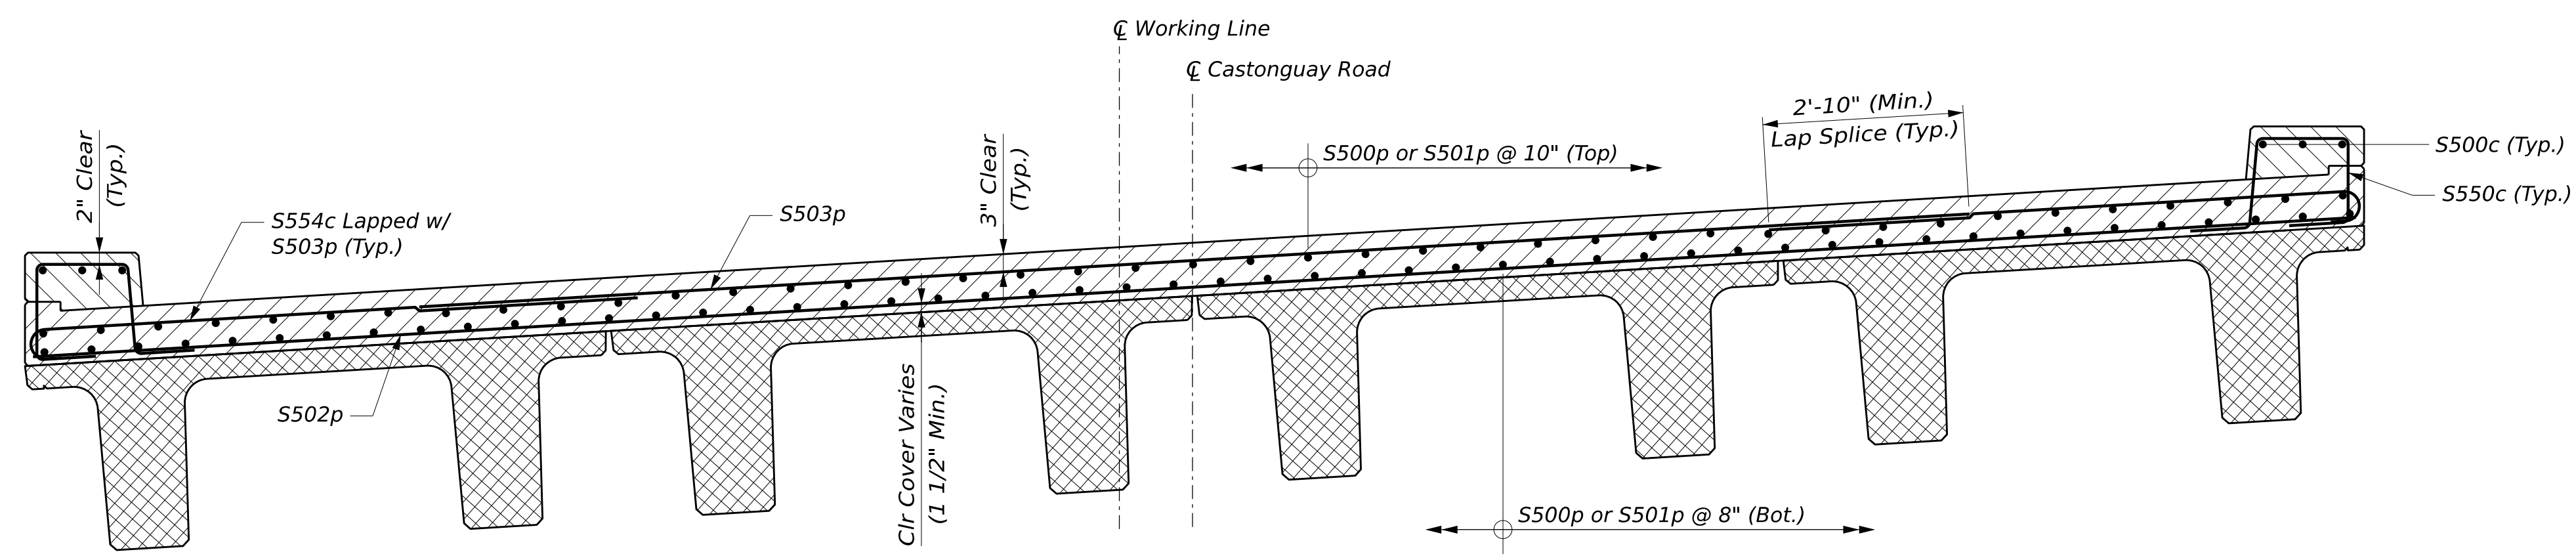 ℄ Working Line
℄ Castonguay Road
2'-10" (Min.)
Lap Splice (Typ.)
2" Clear
(Typ.)
3" Clear
(Typ.)
S500p or S501p @ 10" (Top)
S500c (Typ.)
S550c (Typ.)
S554c Lapped w/
S503p (Typ.)
S503p
S502p
Clr Cover Varies
(1 1/2" Min.)
S500p or S501p @ 8" (Bot.)